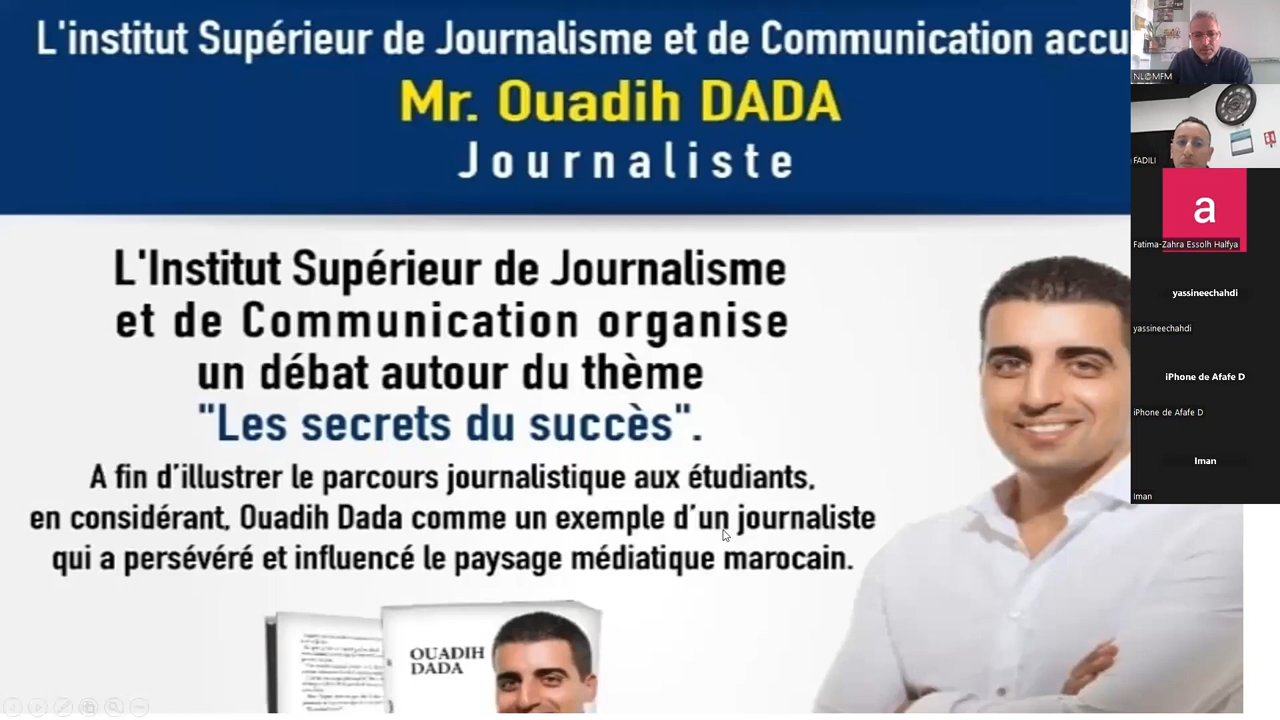 L'institut Supérieur de Journalisme et de Communication accu
Mr. Ouadih DADA
Journaliste
L'Institut Supérieur de Journalisme
et de Communication organise
un débat autour du thème
"Les secrets du succès".
A fin d'illustrer le parcours journalistique aux étudiants,
en considérant, Ouadih Dada comme un exemple d'un journaliste
qui a persévéré et influencé le paysage médiatique marocain.
OUADIH
DADA
NL@MFM
FADILI
a
Fatima-Zahra Essolh Halfya
yassineechahdi
yassineechahdi
iPhone de Afafe D
iPhone de Afafe D
Iman
Iman